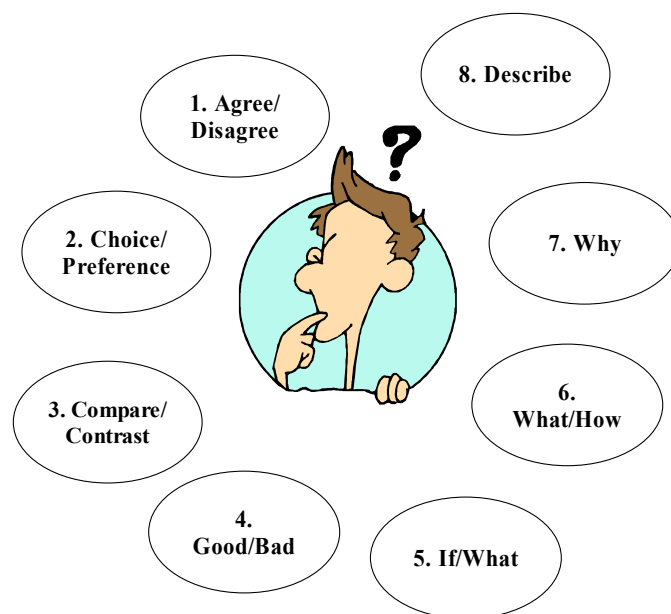 1. Agree/
Disagree
2. Choice/
Preference
3. Compare/
Contrast
4.
Good/Bad
5. If/What
6.
What/How
7. Why
8. Describe
?